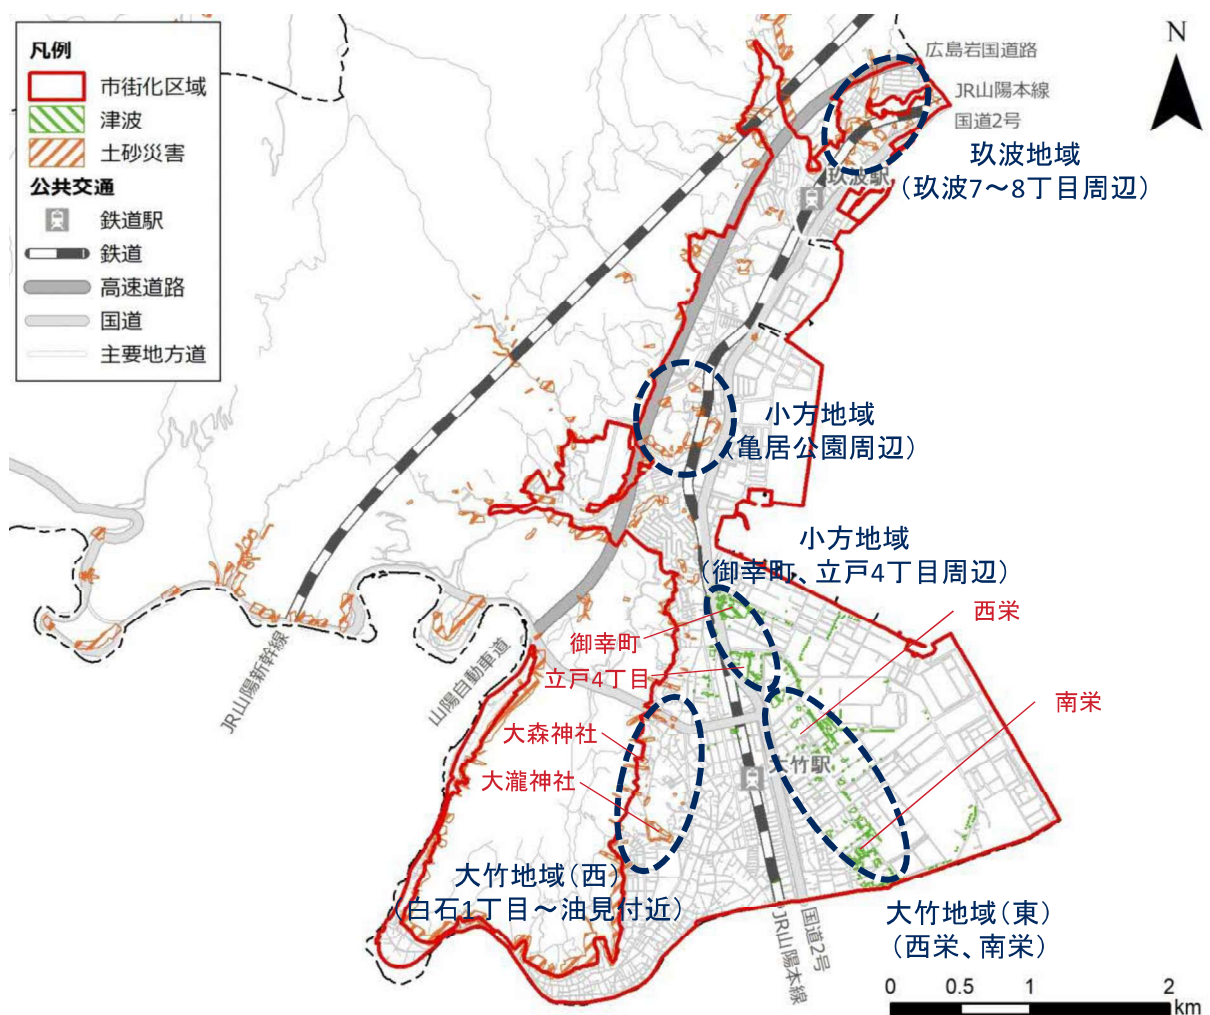 凡例
市街化区域
津波
土砂災害
公共交通
鉄道駅
鉄道
高速道路
国道
主要地方道
N
広島岩国道路
JR山陽本線
国道2号
玖波地域
（玖波7～8丁目周辺）
玖波駅
小方地域
（亀居公園周辺）
小方地域
（御幸町、立戸4丁目周辺）
西栄
御幸町
立戸4丁目
南栄
JR山陽新幹線
山陽自動車道
大森神社
大瀧神社
大竹駅
大竹地域（西）
（白石1丁目～油見付近）
大竹地域（東）
（西栄、南栄）
JR山陽本線
国道2号
0 0.5 1 2
km